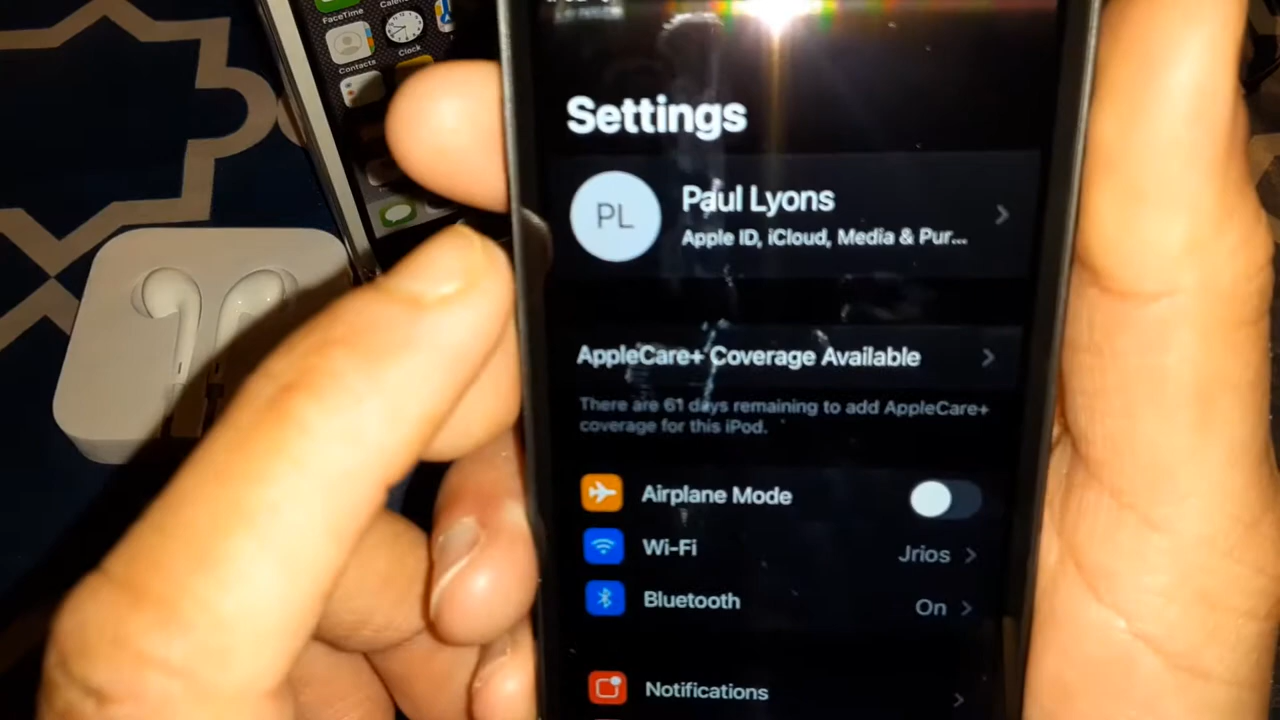 FaceTime
Contacts
Clock
Settings
PL
Paul Lyons
Apple ID, iCloud, Media & Pur...
AppleCare+ Coverage Available
There are 61 days remaining to add AppleCare+
coverage for this iPod.
Airplane Mode
Wi-Fi
Jrios
Bluetooth
On
Notifications